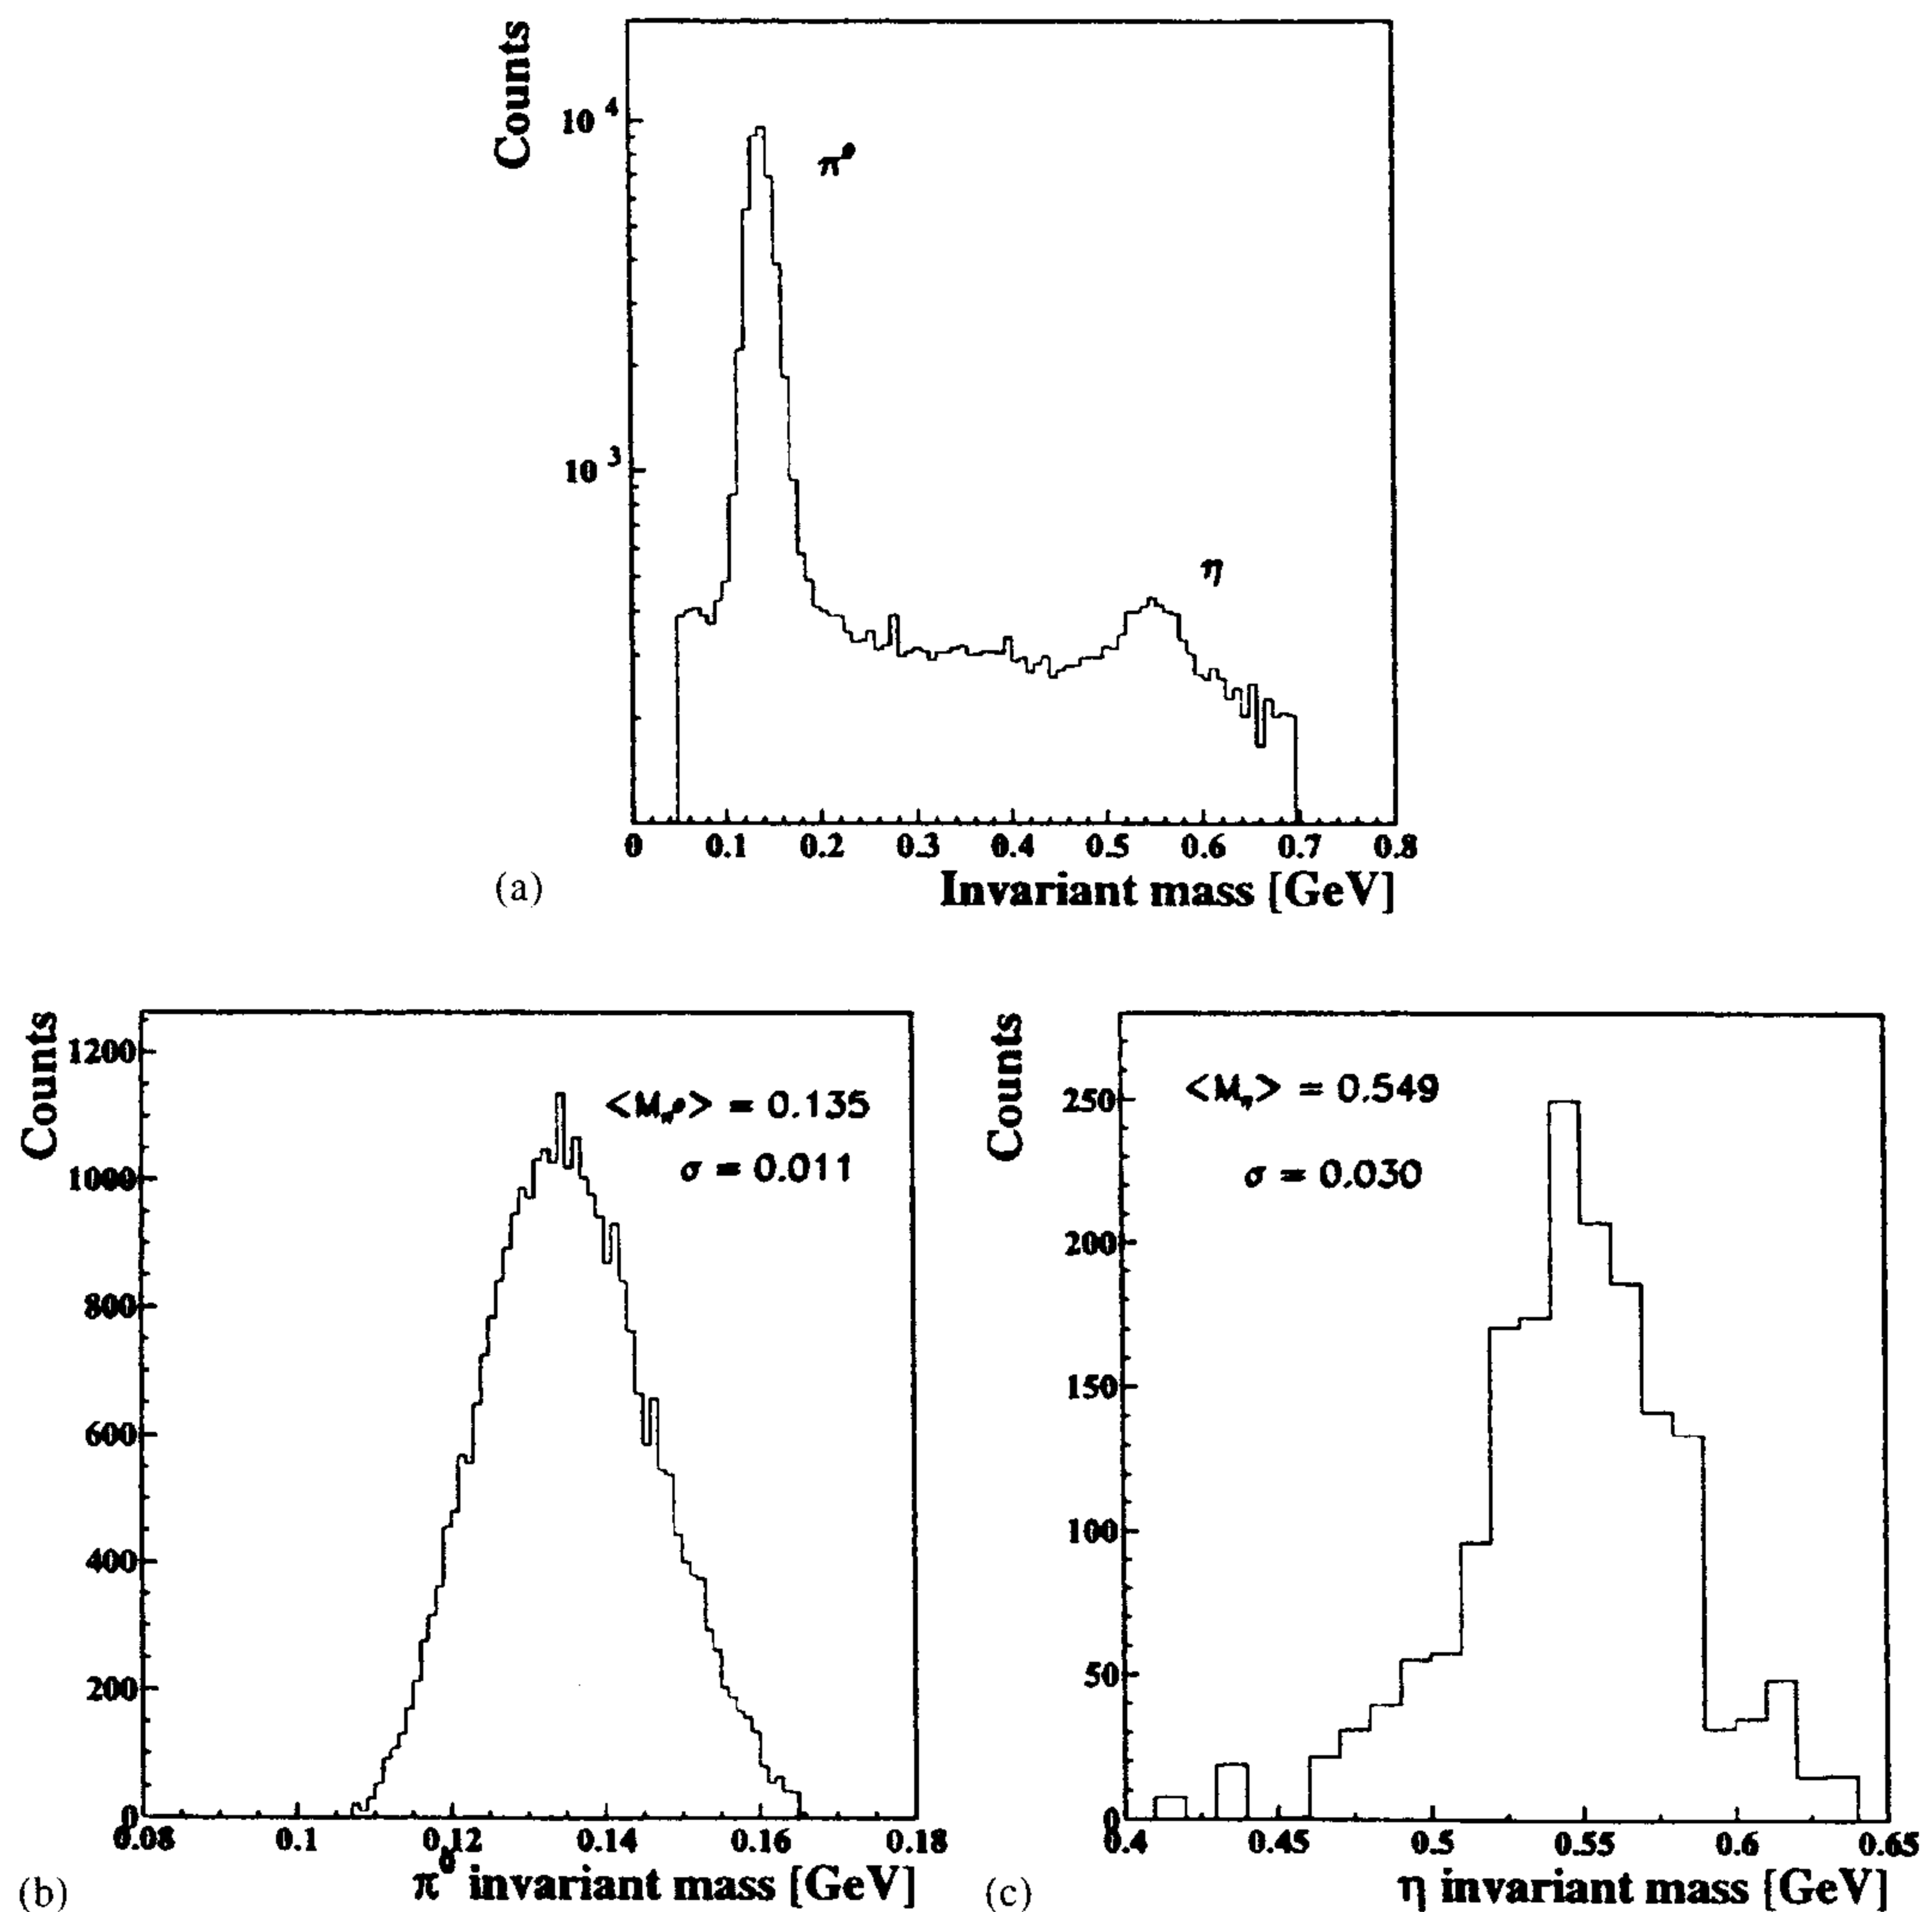 Counts
10 4
π⁰
10 3
η
0 0.1 0.2 0.3 0.4 0.5 0.6 0.7 0.8
(a) Invariant mass [GeV]
Counts
1200
1000
800
600
400
200
0
<Mπ⁰> = 0.135
σ = 0.011
0.08 0.1 0.12 0.14 0.16 0.18
(b) π⁰ invariant mass [GeV]
Counts
250
200
150
100
50
0
<Mη> = 0.549
σ = 0.030
0.4 0.45 0.5 0.55 0.6 0.65
(c) η invariant mass [GeV]